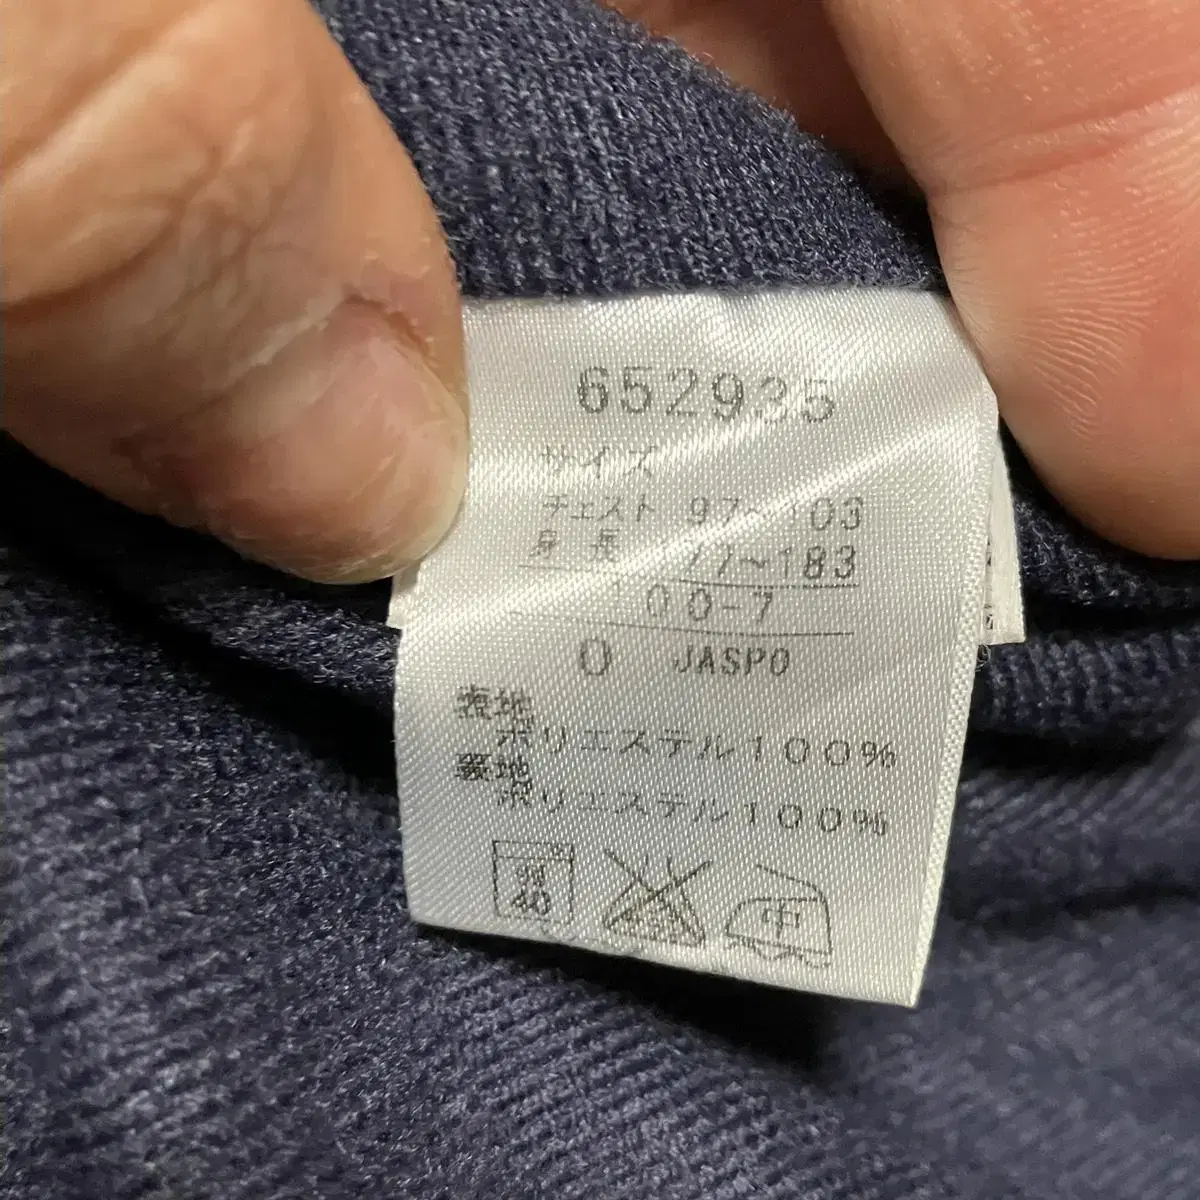 652935
サイズ
チェスト 97~103
身長 177~183
00-7
O JASPO
表地
ポリエステル100%
裏地
ポリエステル100%
40
中